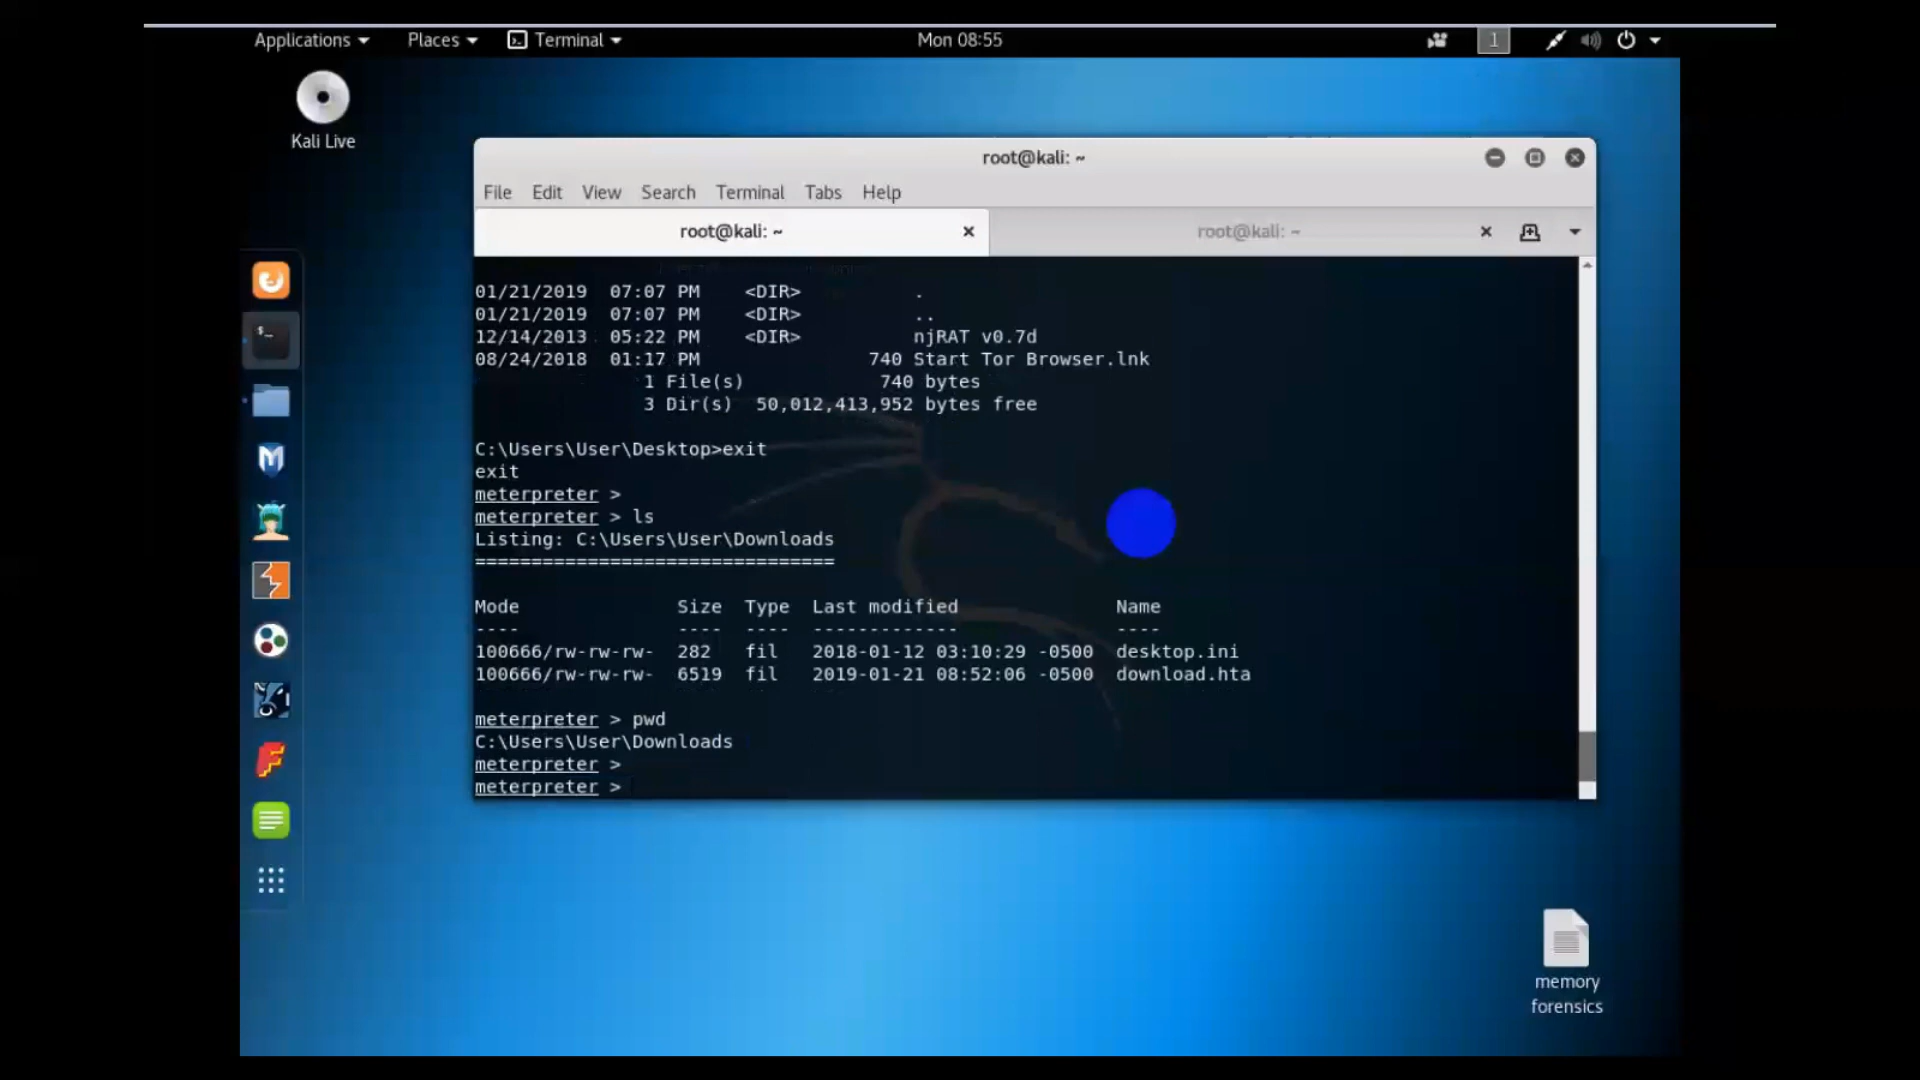 Applications Places Terminal Mon 08:55 1
Kali Live
root@kali: ~
File Edit View Search Terminal Tabs Help
root@kali: ~ root@kali: ~
01/21/2019 07:07 PM <DIR> .
01/21/2019 07:07 PM <DIR> ..
12/14/2013 05:22 PM <DIR> njRAT v0.7d
08/24/2018 01:17 PM 740 Start Tor Browser.lnk
1 File(s) 740 bytes
3 Dir(s) 50,012,413,952 bytes free
C:\Users\User\Desktop>exit
exit
meterpreter >
meterpreter > ls
Listing: C:\Users\User\Downloads
================================
Mode Size Type Last modified Name
---- ---- ---- ------------- ----
100666/rw-rw-rw- 282 fil 2018-01-12 03:10:29 -0500 desktop.ini
100666/rw-rw-rw- 6519 fil 2019-01-21 08:52:06 -0500 download.hta
meterpreter > pwd
C:\Users\User\Downloads
meterpreter >
meterpreter >
memory
forensics